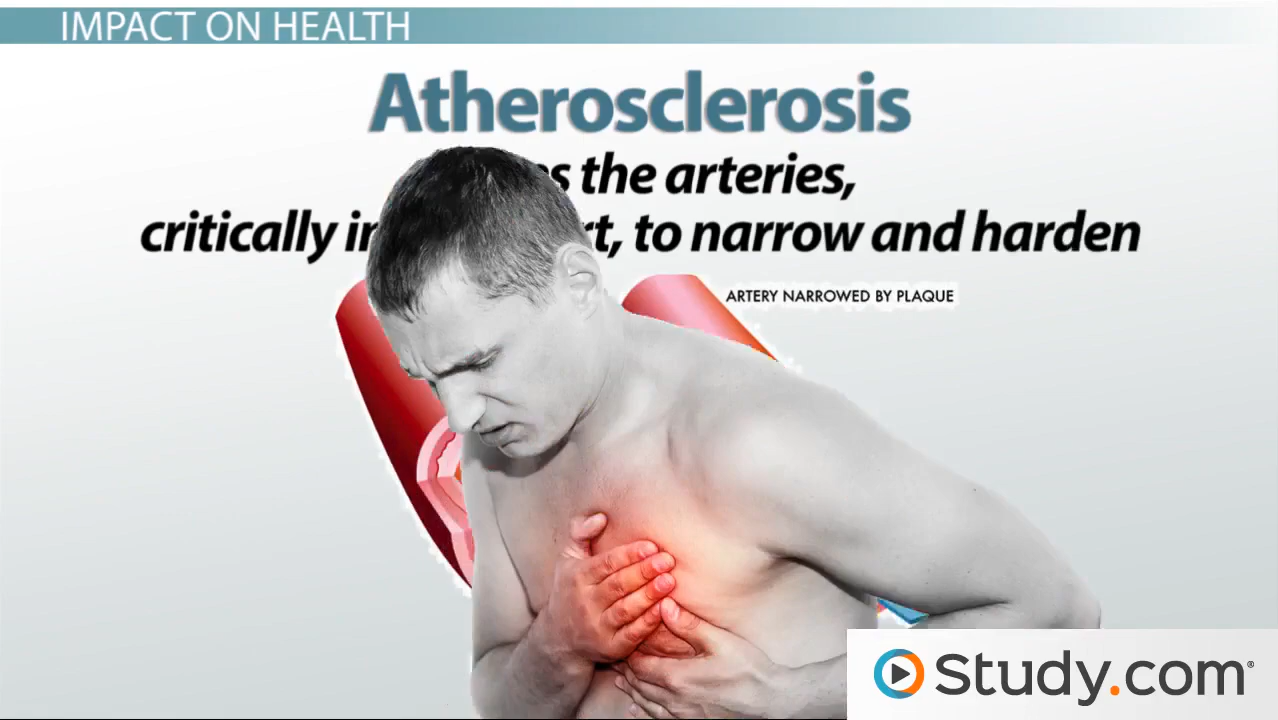 IMPACT ON HEALTH
Atherosclerosis
the arteries,
critically to narrow and harden
ARTERY NARROWED BY PLAQUE
Study.com®